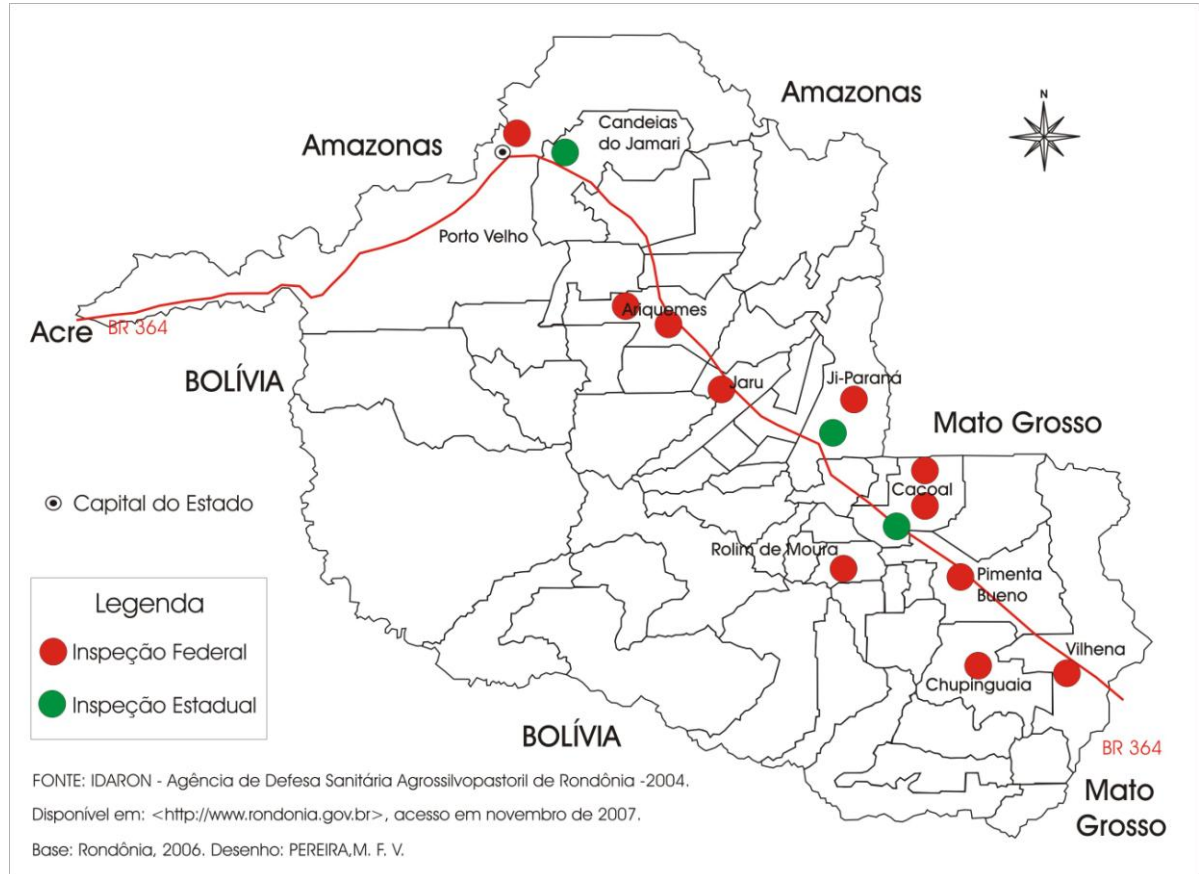 Amazonas
N
Candeias
do Jamari
Amazonas
Porto Velho
Ariquemes
Acre
BR 364
BOLÍVIA
Jaru
Ji-Paraná
Mato Grosso
Cacoal
Capital do Estado
Rolim de Moura
Pimenta
Bueno
Legenda
Inspeção Federal
Inspeção Estadual
Vilhena
Chupinguaia
BOLÍVIA
BR 364
Mato
Grosso
FONTE: IDARON - Agência de Defesa Sanitária Agrossilvopastoril de Rondônia -2004.
Disponível em: <http://www.rondonia.gov.br>, acesso em novembro de 2007.
Base: Rondônia, 2006. Desenho: PEREIRA,M. F. V.